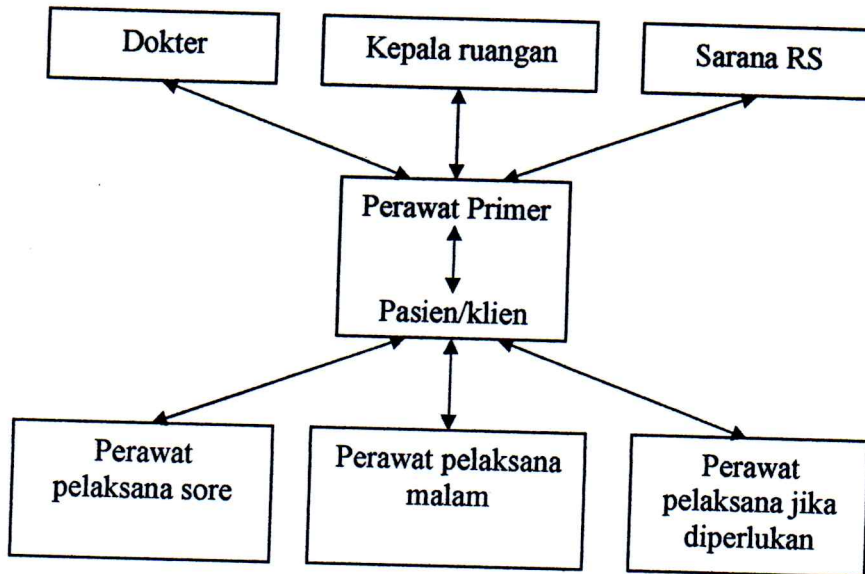 Dokter
Kepala ruangan
Sarana RS
Perawat Primer
Pasien/klien
Perawat
pelaksana sore
Perawat pelaksana
malam
Perawat
pelaksana jika
diperlukan